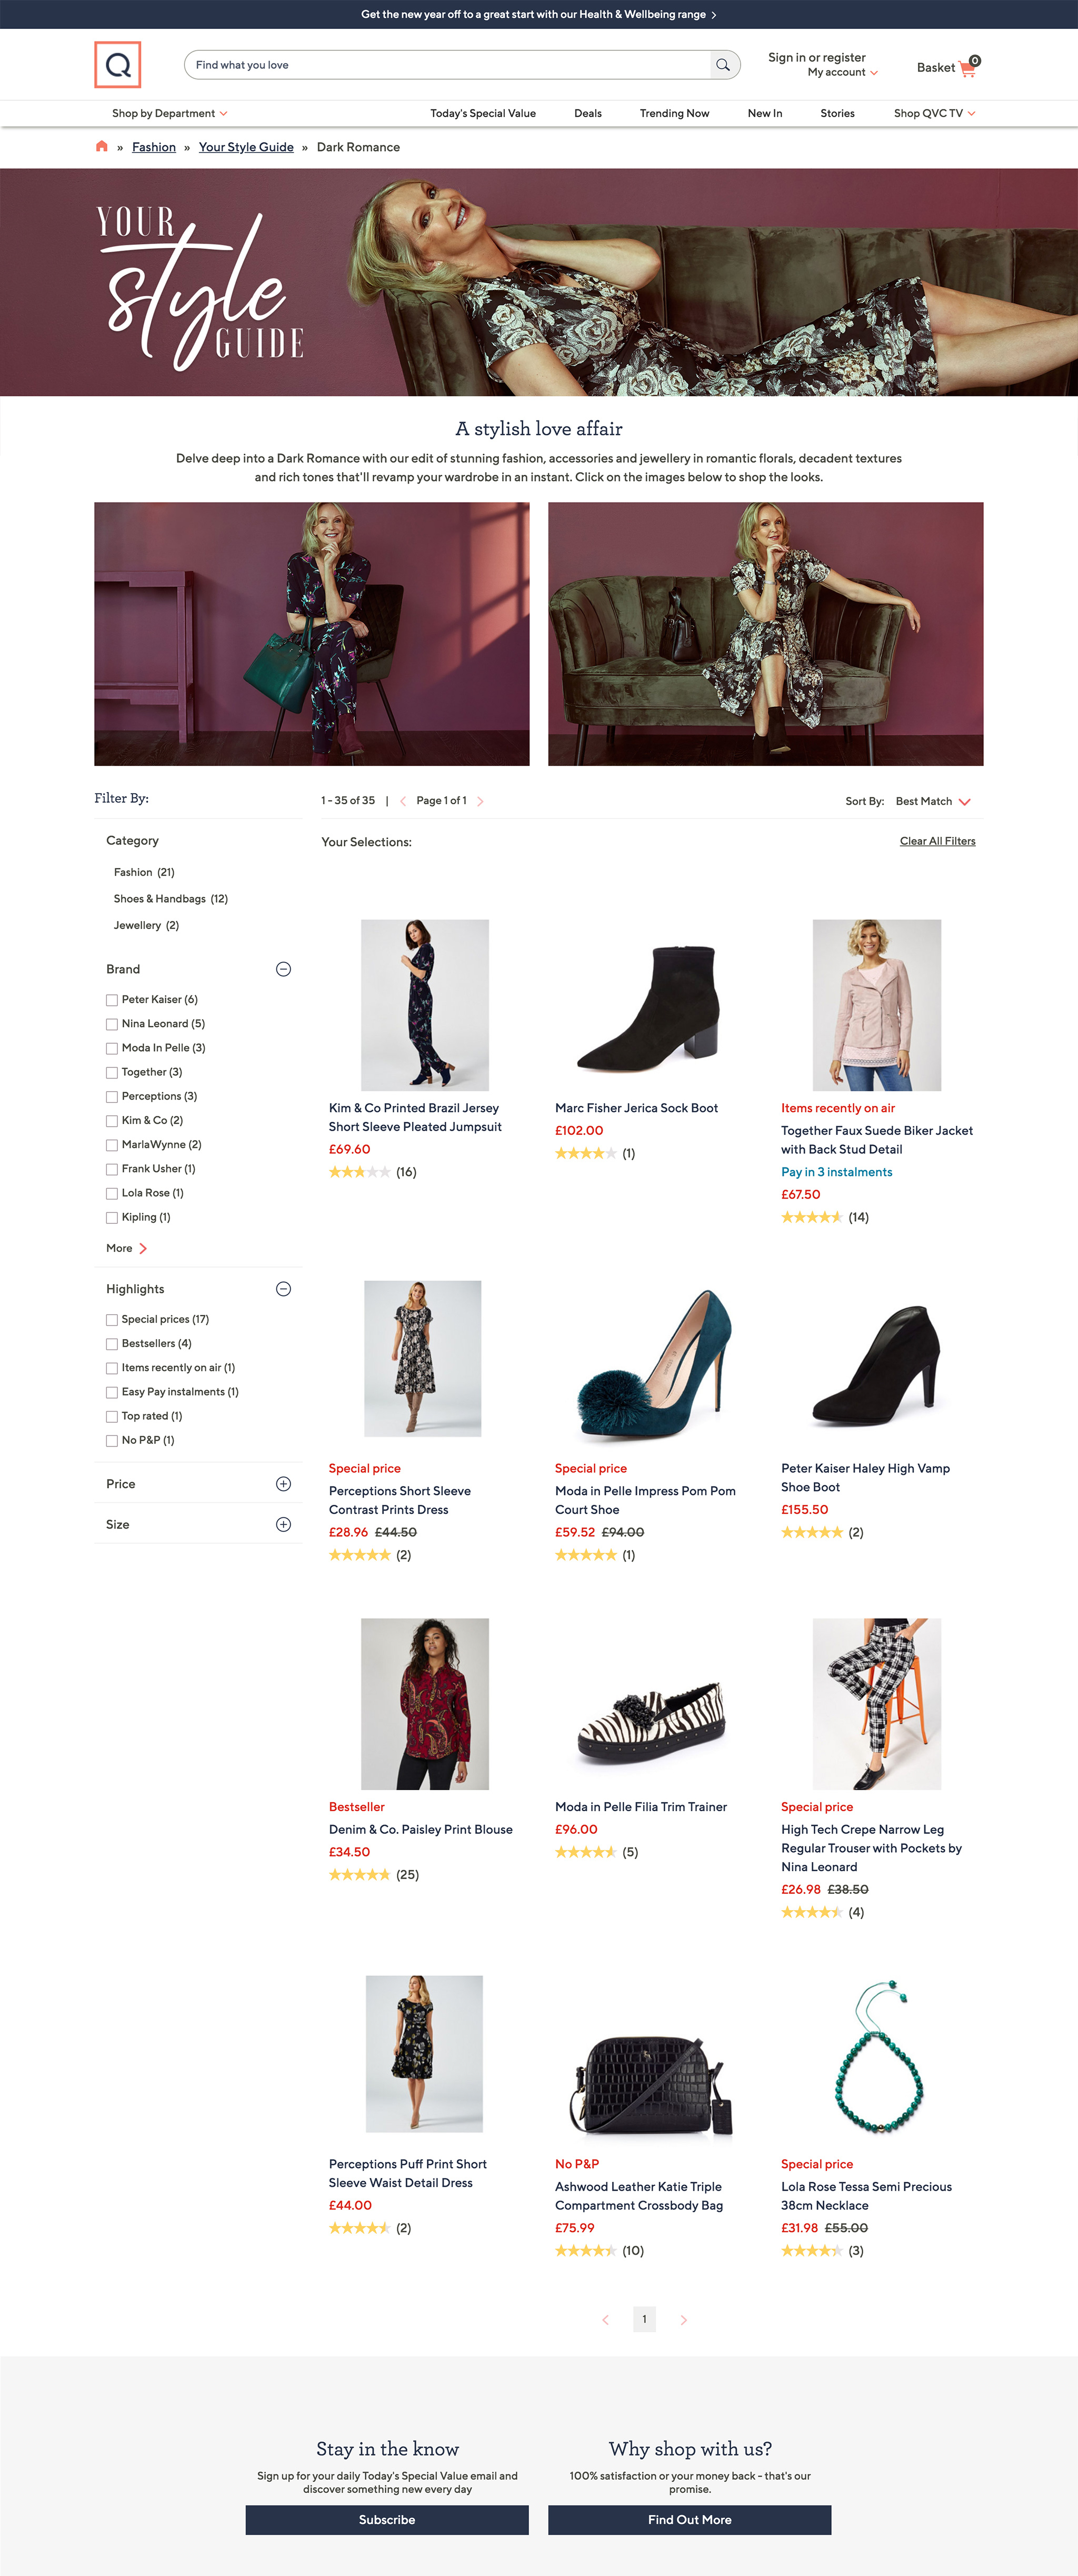 Get the new year off to a great start with our Health & Wellbeing range
Q
Find what you love
Sign in or register
My account
Basket
0
Shop by Department
Today's Special Value
Deals
Trending Now
New In
Stories
Shop QVC TV
» Fashion » Your Style Guide » Dark Romance
YOUR
style
GUIDE
A stylish love affair
Delve deep into a Dark Romance with our edit of stunning fashion, accessories and jewellery in romantic florals, decadent textures
and rich tones that'll revamp your wardrobe in an instant. Click on the images below to shop the looks.
Filter By:
Category
Fashion (21)
Shoes & Handbags (12)
Jewellery (2)
Brand
Peter Kaiser (6)
Nina Leonard (5)
Moda In Pelle (3)
Together (3)
Perceptions (3)
Kim & Co (2)
MarlaWynne (2)
Frank Usher (1)
Lola Rose (1)
Kipling (1)
More
Highlights
Special prices (17)
Bestsellers (4)
Items recently on air (1)
Easy Pay instalments (1)
Top rated (1)
No P&P (1)
Price
Size
1 - 35 of 35 | Page 1 of 1
Sort By: Best Match
Your Selections:
Clear All Filters
Kim & Co Printed Brazil Jersey
Short Sleeve Pleated Jumpsuit
£69.60
(16)
Marc Fisher Jerica Sock Boot
£102.00
(1)
Items recently on air
Together Faux Suede Biker Jacket
with Back Stud Detail
Pay in 3 instalments
£67.50
(14)
Special price
Perceptions Short Sleeve
Contrast Prints Dress
£28.96 £44.50
(2)
Special price
Moda in Pelle Impress Pom Pom
Court Shoe
£59.52 £94.00
(1)
Peter Kaiser Haley High Vamp
Shoe Boot
£155.50
(2)
Bestseller
Denim & Co. Paisley Print Blouse
£34.50
(25)
Moda in Pelle Filia Trim Trainer
£96.00
(5)
Special price
High Tech Crepe Narrow Leg
Regular Trouser with Pockets by
Nina Leonard
£26.98 £38.50
(4)
Perceptions Puff Print Short
Sleeve Waist Detail Dress
£44.00
(2)
No P&P
Ashwood Leather Katie Triple
Compartment Crossbody Bag
£75.99
(10)
Special price
Lola Rose Tessa Semi Precious
38cm Necklace
£31.98 £55.00
(3)
1
Stay in the know
Sign up for your daily Today's Special Value email and
discover something new every day
Subscribe
Why shop with us?
100% satisfaction or your money back - that's our
promise.
Find Out More